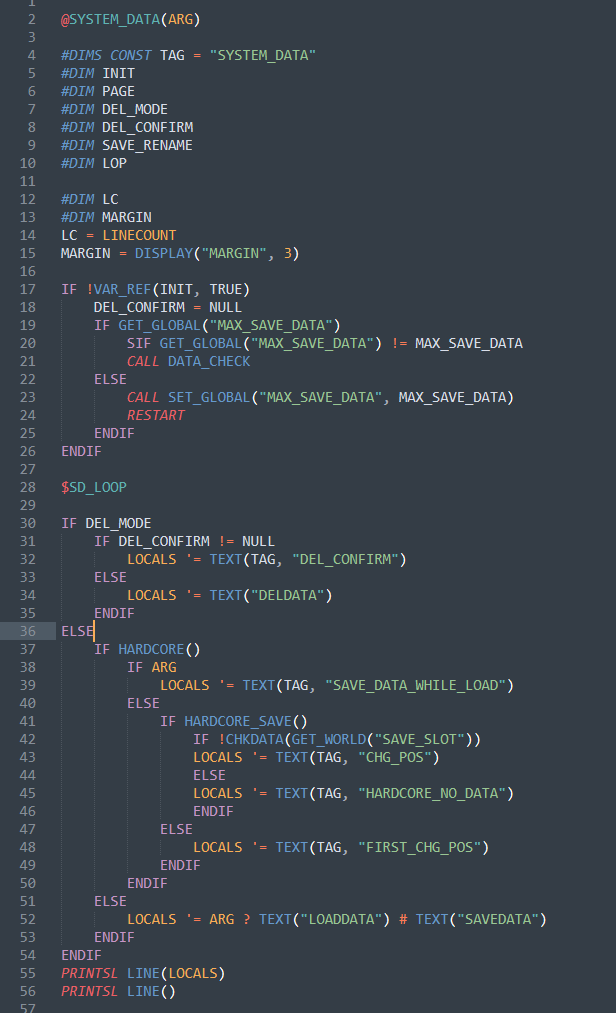 1
2 @SYSTEM_DATA(ARG)
3
4 #DIMS CONST TAG = "SYSTEM_DATA"
5 #DIM INIT
6 #DIM PAGE
7 #DIM DEL_MODE
8 #DIM DEL_CONFIRM
9 #DIM SAVE_RENAME
10 #DIM LOP
11
12 #DIM LC
13 #DIM MARGIN
14 LC = LINECOUNT
15 MARGIN = DISPLAY("MARGIN", 3)
16
17 IF !VAR_REF(INIT, TRUE)
18 DEL_CONFIRM = NULL
19 IF GET_GLOBAL("MAX_SAVE_DATA")
20 SIF GET_GLOBAL("MAX_SAVE_DATA") != MAX_SAVE_DATA
21 CALL DATA_CHECK
22 ELSE
23 CALL SET_GLOBAL("MAX_SAVE_DATA", MAX_SAVE_DATA)
24 RESTART
25 ENDIF
26 ENDIF
27
28 $SD_LOOP
29
30 IF DEL_MODE
31 IF DEL_CONFIRM != NULL
32 LOCALS '= TEXT(TAG, "DEL_CONFIRM")
33 ELSE
34 LOCALS '= TEXT("DELDATA")
35 ENDIF
36 ELSE
37 IF HARDCORE()
38 IF ARG
39 LOCALS '= TEXT(TAG, "SAVE_DATA_WHILE_LOAD")
40 ELSE
41 IF HARDCORE_SAVE()
42 IF !CHKDATA(GET_WORLD("SAVE_SLOT"))
43 LOCALS '= TEXT(TAG, "CHG_POS")
44 ELSE
45 LOCALS '= TEXT(TAG, "HARDCORE_NO_DATA")
46 ENDIF
47 ELSE
48 LOCALS '= TEXT(TAG, "FIRST_CHG_POS")
49 ENDIF
50 ENDIF
51 ELSE
52 LOCALS '= ARG ? TEXT("LOADDATA") # TEXT("SAVEDATA")
53 ENDIF
54 ENDIF
55 PRINTSL LINE(LOCALS)
56 PRINTSL LINE()
57